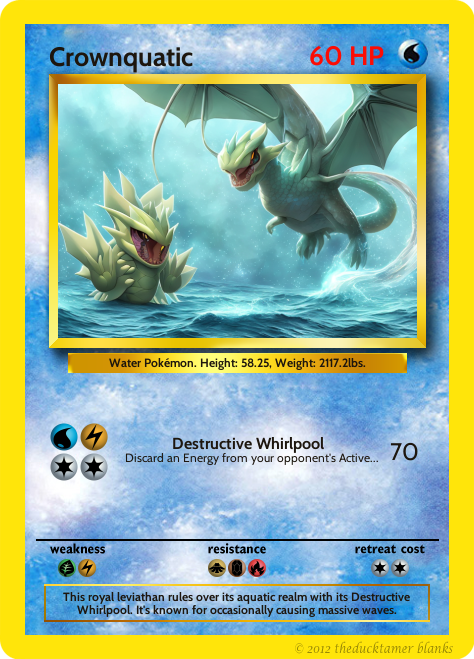 Crownquatic 60 HP
Water Pokémon. Height: 58.25, Weight: 2117.2lbs.
Destructive Whirlpool 70
Discard an Energy from your opponent's Active...
weakness resistance retreat cost
This royal leviathan rules over its aquatic realm with its Destructive
Whirlpool. It's known for occasionally causing massive waves.
© 2012 theducktamer blanks